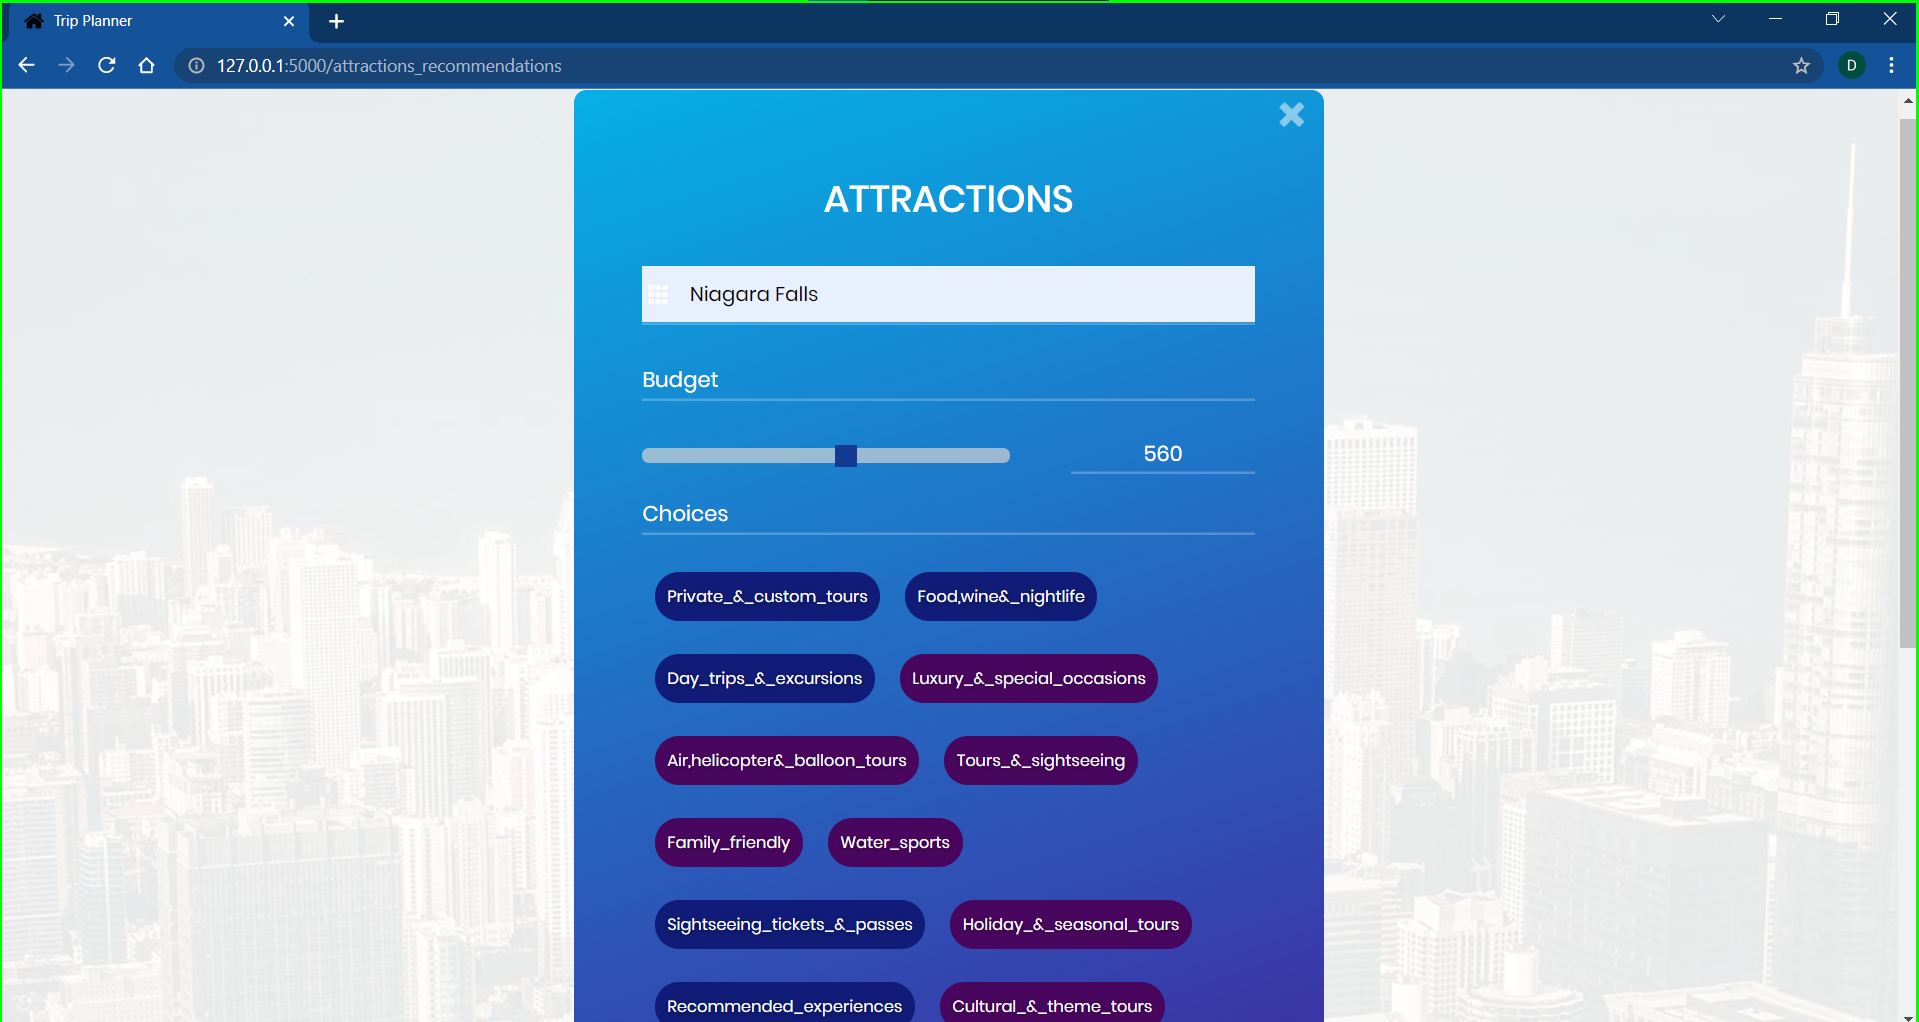 Trip Planner
127.0.0.1:5000/attractions_recommendations
D
ATTRACTIONS
Niagara Falls
Budget
560
Choices
Private_&_custom_tours Food,wine&_nightlife
Day_trips_&_excursions Luxury_&_special_occasions
Air,helicopter&_balloon_tours Tours_&_sightseeing
Family_friendly Water_sports
Sightseeing_tickets_&_passes Holiday_&_seasonal_tours
Recommended_experiences Cultural_&_theme_tours